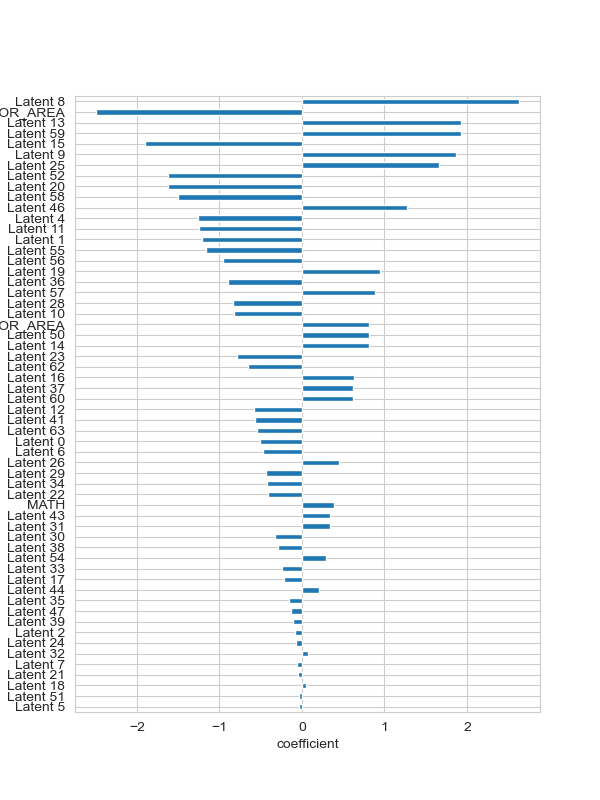 Latent 8
OR_AREA
Latent 13
Latent 59
Latent 15
Latent 9
Latent 25
Latent 52
Latent 20
Latent 58
Latent 46
Latent 4
Latent 11
Latent 1
Latent 55
Latent 56
Latent 19
Latent 36
Latent 57
Latent 28
Latent 10
OR_AREA
Latent 50
Latent 14
Latent 23
Latent 62
Latent 16
Latent 37
Latent 60
Latent 12
Latent 41
Latent 63
Latent 0
Latent 6
Latent 26
Latent 29
Latent 34
Latent 22
MATH
Latent 43
Latent 31
Latent 30
Latent 38
Latent 54
Latent 33
Latent 17
Latent 44
Latent 35
Latent 47
Latent 39
Latent 2
Latent 24
Latent 32
Latent 7
Latent 21
Latent 18
Latent 51
Latent 5
−2 −1 0 1 2
coefficient